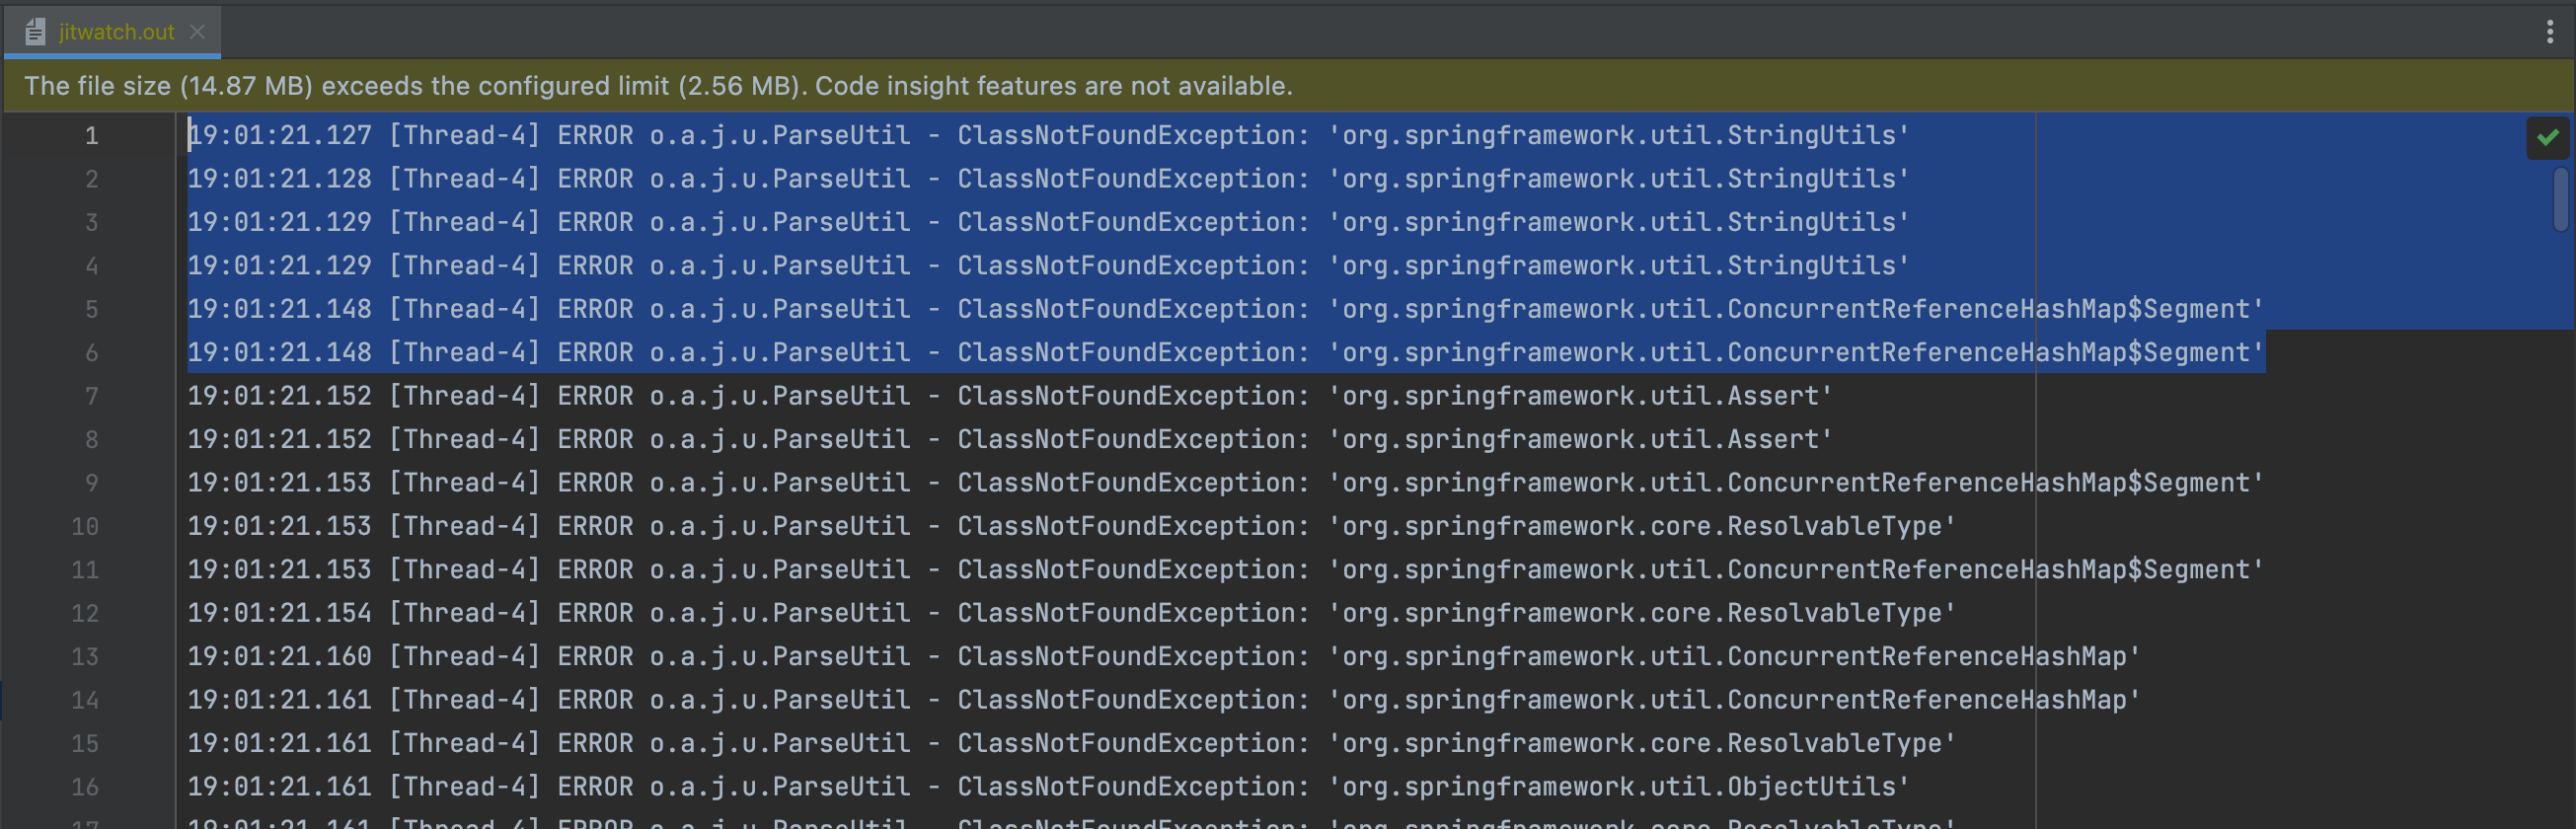 jitwatch.out
The file size (14.87 MB) exceeds the configured limit (2.56 MB). Code insight features are not available.
1 19:01:21.127 [Thread-4] ERROR o.a.j.u.ParseUtil - ClassNotFoundException: 'org.springframework.util.StringUtils'
2 19:01:21.128 [Thread-4] ERROR o.a.j.u.ParseUtil - ClassNotFoundException: 'org.springframework.util.StringUtils'
3 19:01:21.129 [Thread-4] ERROR o.a.j.u.ParseUtil - ClassNotFoundException: 'org.springframework.util.StringUtils'
4 19:01:21.129 [Thread-4] ERROR o.a.j.u.ParseUtil - ClassNotFoundException: 'org.springframework.util.StringUtils'
5 19:01:21.148 [Thread-4] ERROR o.a.j.u.ParseUtil - ClassNotFoundException: 'org.springframework.util.ConcurrentReferenceHashMap$Segment'
6 19:01:21.148 [Thread-4] ERROR o.a.j.u.ParseUtil - ClassNotFoundException: 'org.springframework.util.ConcurrentReferenceHashMap$Segment'
7 19:01:21.152 [Thread-4] ERROR o.a.j.u.ParseUtil - ClassNotFoundException: 'org.springframework.util.Assert'
8 19:01:21.152 [Thread-4] ERROR o.a.j.u.ParseUtil - ClassNotFoundException: 'org.springframework.util.Assert'
9 19:01:21.153 [Thread-4] ERROR o.a.j.u.ParseUtil - ClassNotFoundException: 'org.springframework.util.ConcurrentReferenceHashMap$Segment'
10 19:01:21.153 [Thread-4] ERROR o.a.j.u.ParseUtil - ClassNotFoundException: 'org.springframework.core.ResolvableType'
11 19:01:21.153 [Thread-4] ERROR o.a.j.u.ParseUtil - ClassNotFoundException: 'org.springframework.util.ConcurrentReferenceHashMap$Segment'
12 19:01:21.154 [Thread-4] ERROR o.a.j.u.ParseUtil - ClassNotFoundException: 'org.springframework.core.ResolvableType'
13 19:01:21.160 [Thread-4] ERROR o.a.j.u.ParseUtil - ClassNotFoundException: 'org.springframework.util.ConcurrentReferenceHashMap'
14 19:01:21.161 [Thread-4] ERROR o.a.j.u.ParseUtil - ClassNotFoundException: 'org.springframework.util.ConcurrentReferenceHashMap'
15 19:01:21.161 [Thread-4] ERROR o.a.j.u.ParseUtil - ClassNotFoundException: 'org.springframework.core.ResolvableType'
16 19:01:21.161 [Thread-4] ERROR o.a.j.u.ParseUtil - ClassNotFoundException: 'org.springframework.util.ObjectUtils'
17 19:01:21.161 [Thread-4] ERROR o.a.j.u.ParseUtil - ClassNotFoundException: 'org.springframework.core.ResolvableType'